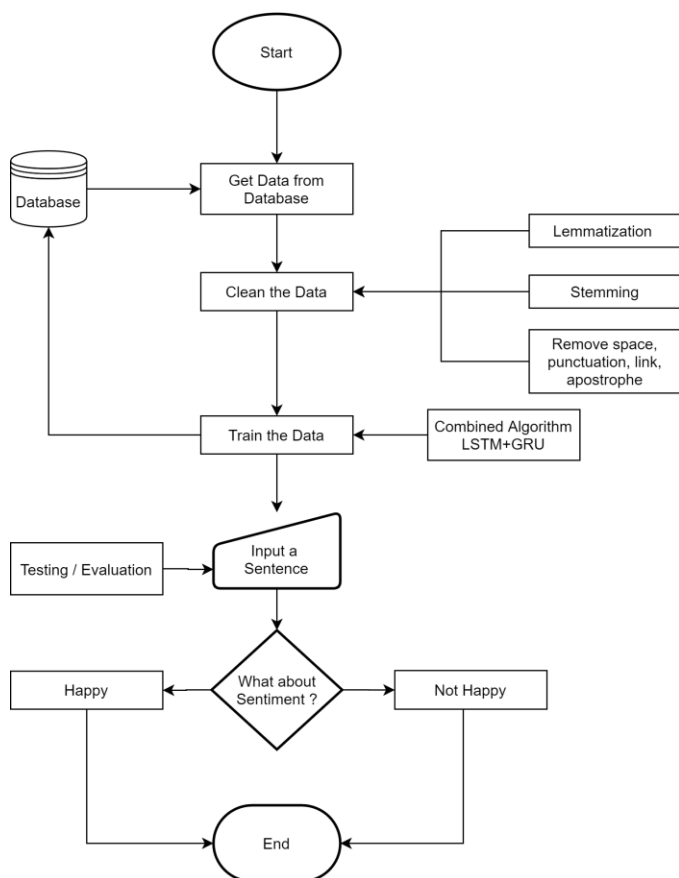 Start
Database
Get Data from
Database
Lemmatization
Clean the Data
Stemming
Remove space,
punctuation, link,
apostrophe
Train the Data
Combined Algorithm
LSTM+GRU
Testing / Evaluation
Input a
Sentence
Happy
What about
Sentiment ?
Not Happy
End